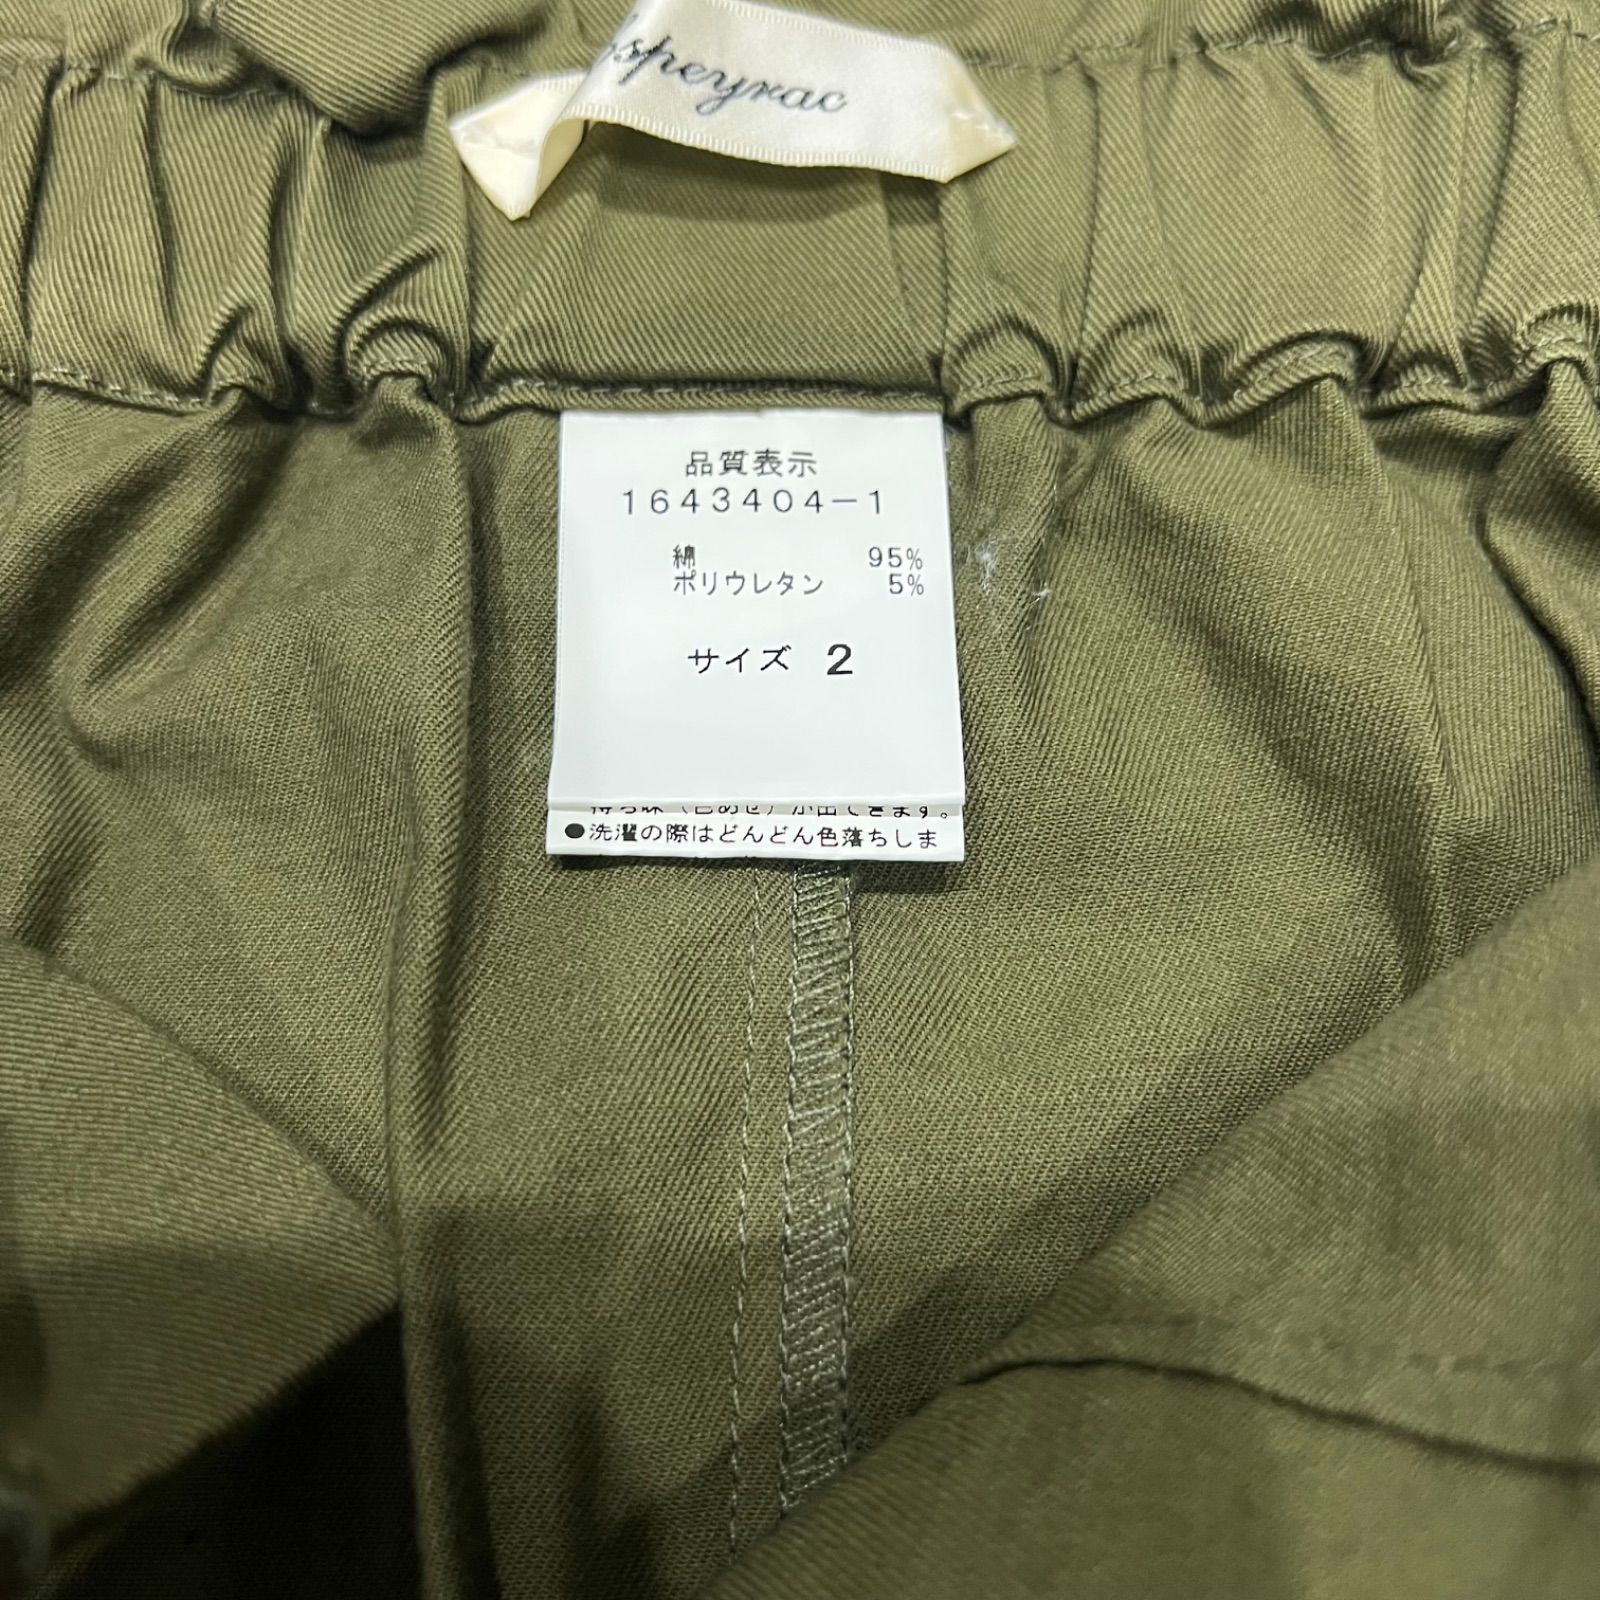 品質表示
1643404-1
綿 95%
ポリウレタン 5%
サイズ 2
●洗濯の際はどんどん色落ちしま